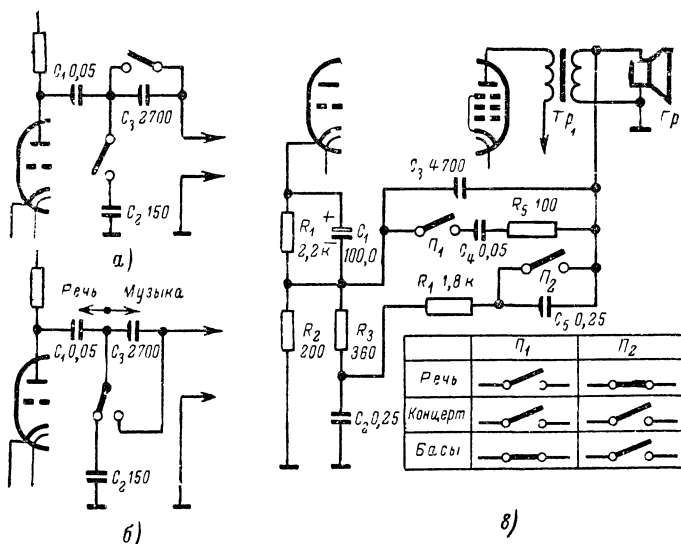 C₁ 0,05
C₃ 2700
C₂ 150
а)
Речь
Музыка
C₁ 0,05
C₃ 2700
C₂ 150
б)
Тр₁
Гр
C₃ 4700
R₁
2,2к
+
–
C₁
100,0
П₁
C₄ 0,05
R₅ 100
R₁ 1,8к
П₂
C₅ 0,25
R₂
200
R₃
360
C₂ 0,25
П₁ П₂
Речь
Концерт
Басы
в)